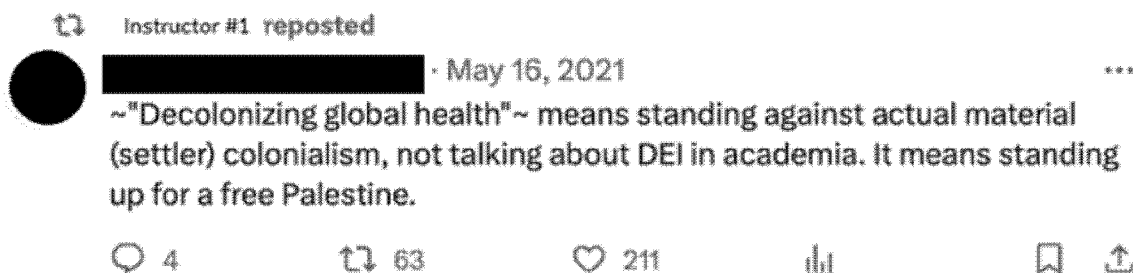 Instructor #1 reposted
· May 16, 2021
~"Decolonizing global health"~ means standing against actual material
(settler) colonialism, not talking about DEI in academia. It means standing
up for a free Palestine.
4 63 211